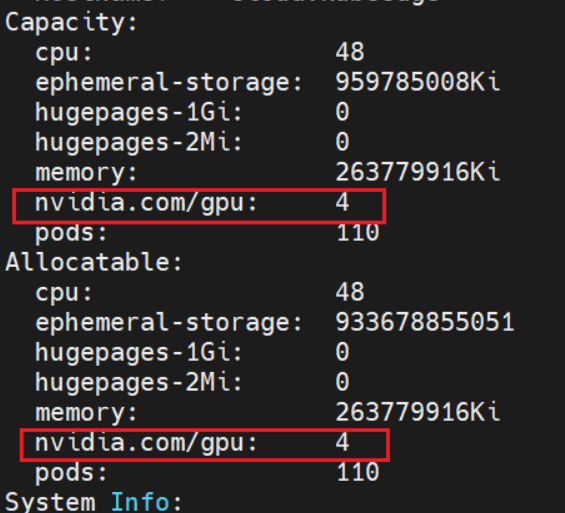 Capacity:
cpu: 48
ephemeral-storage: 959785008Ki
hugepages-1Gi: 0
hugepages-2Mi: 0
memory: 263779916Ki
nvidia.com/gpu: 4
pods: 110
Allocatable:
cpu: 48
ephemeral-storage: 933678855051
hugepages-1Gi: 0
hugepages-2Mi: 0
memory: 263779916Ki
nvidia.com/gpu: 4
pods: 110
System Info: